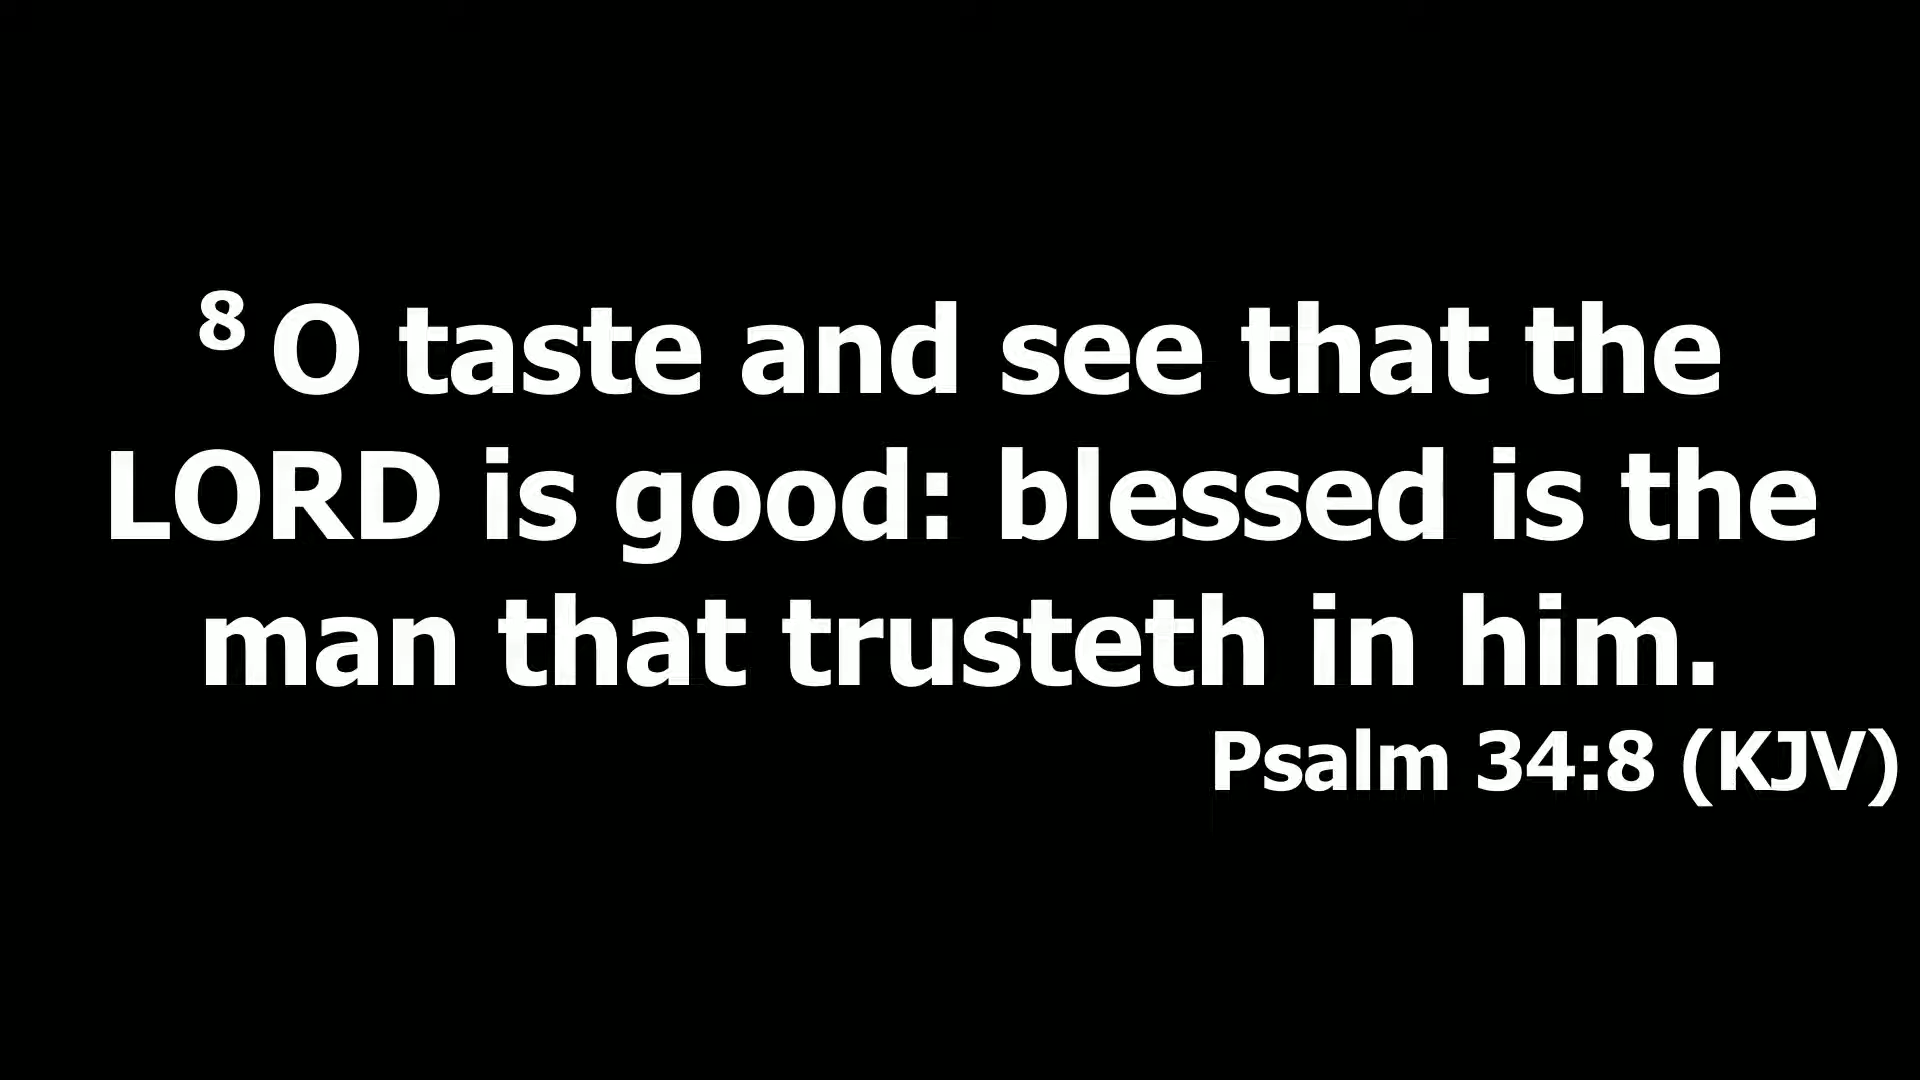 8 O taste and see that the
LORD is good: blessed is the
man that trusteth in him.
Psalm 34:8 (KJV)